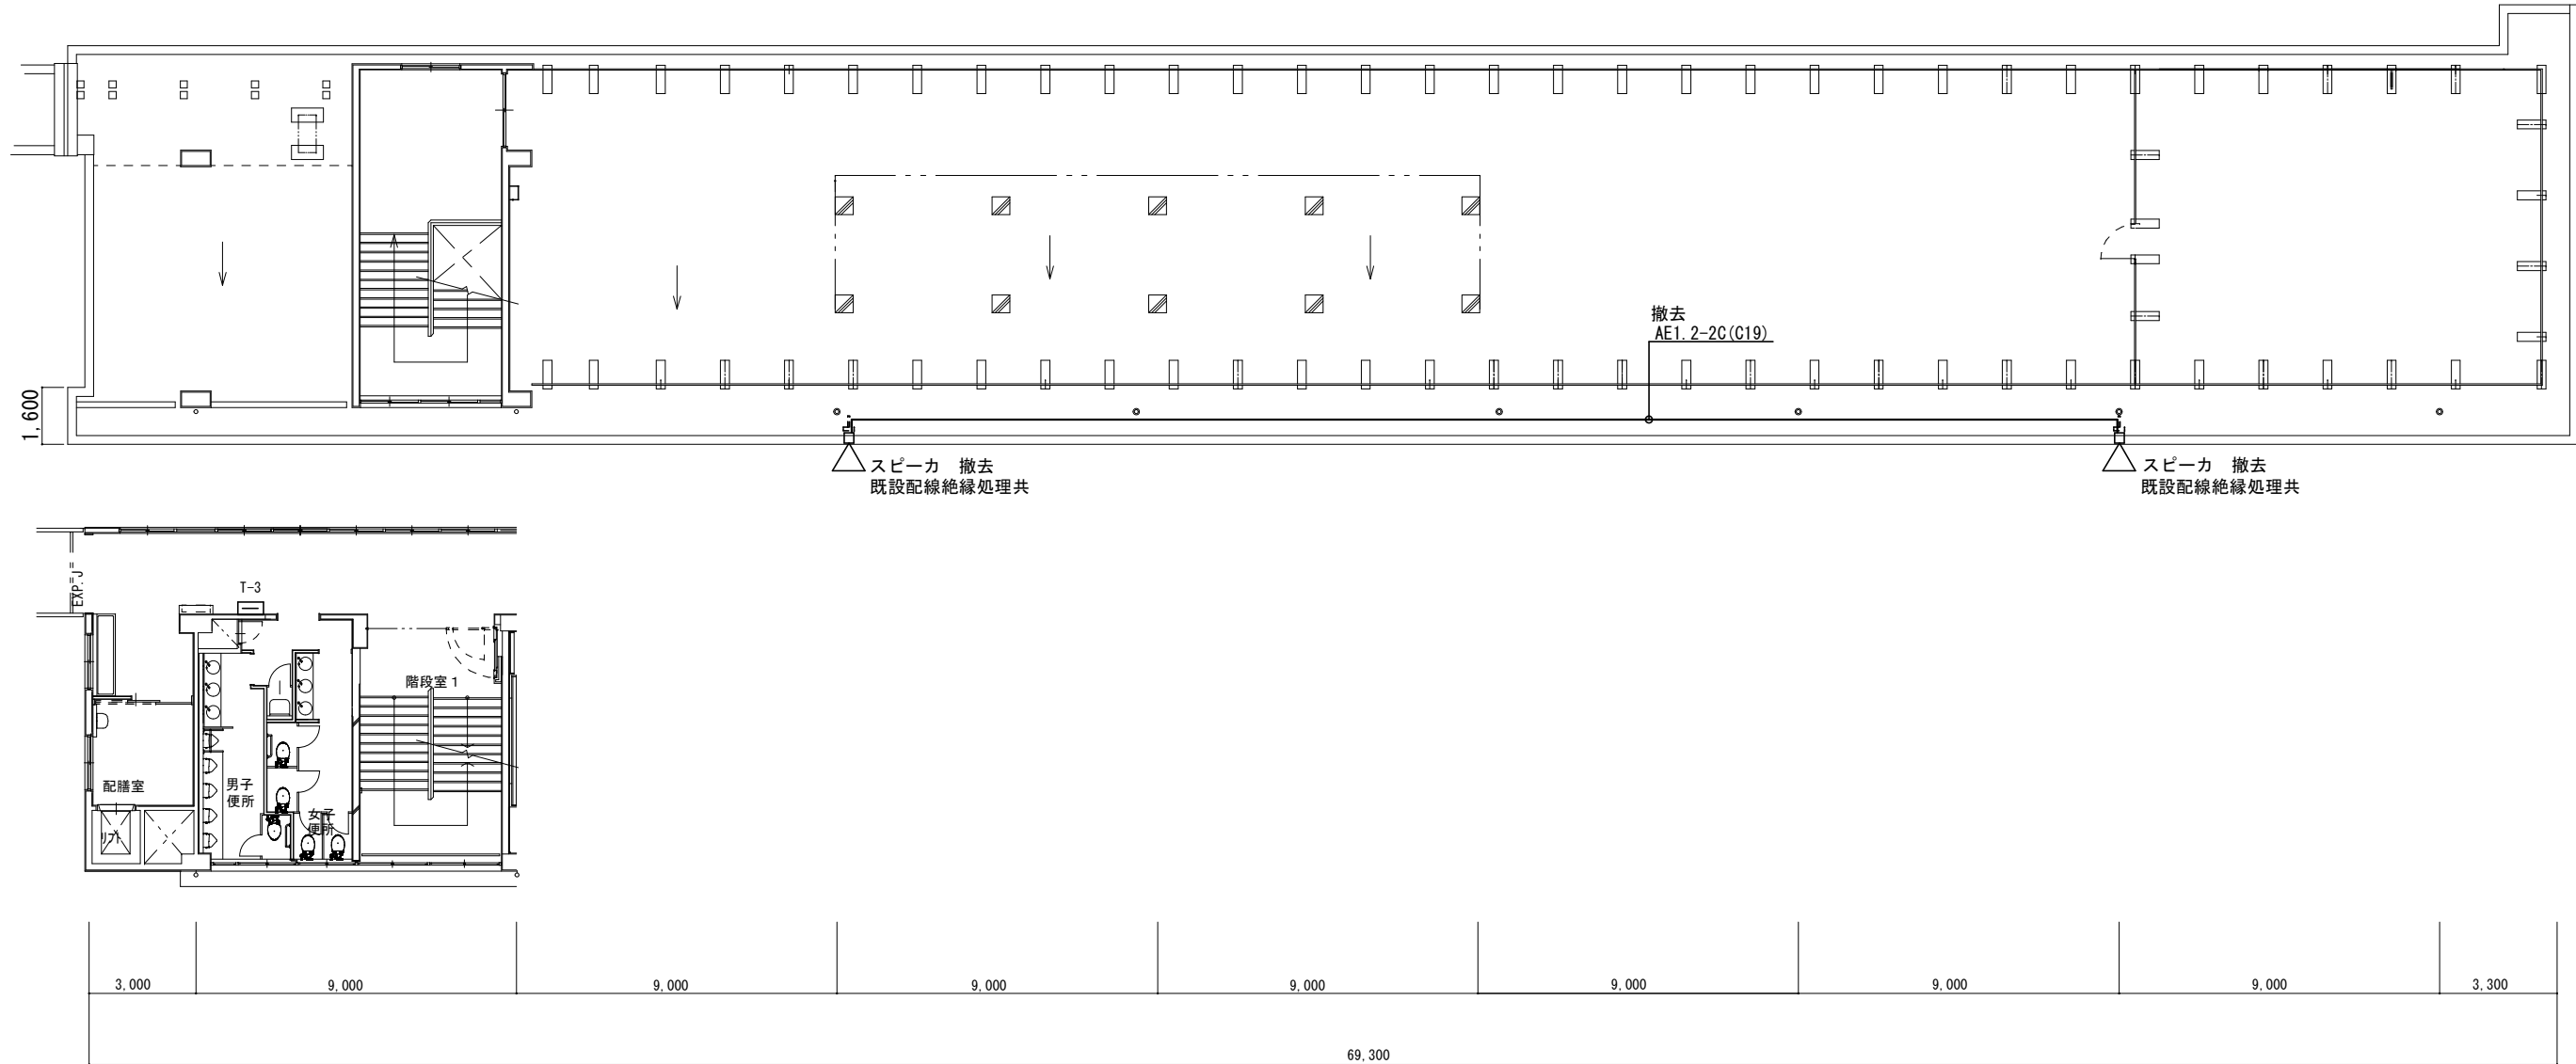 撤去
AE1.2-2C(C19)
1,600
スピーカ　撤去
既設配線絶縁処理共
スピーカ　撤去
既設配線絶縁処理共
EXP.J
T-3
階段室1
配膳室
男子
便所
女子
便所
リフト
3,000
9,000
9,000
9,000
9,000
9,000
9,000
9,000
3,300
69,300